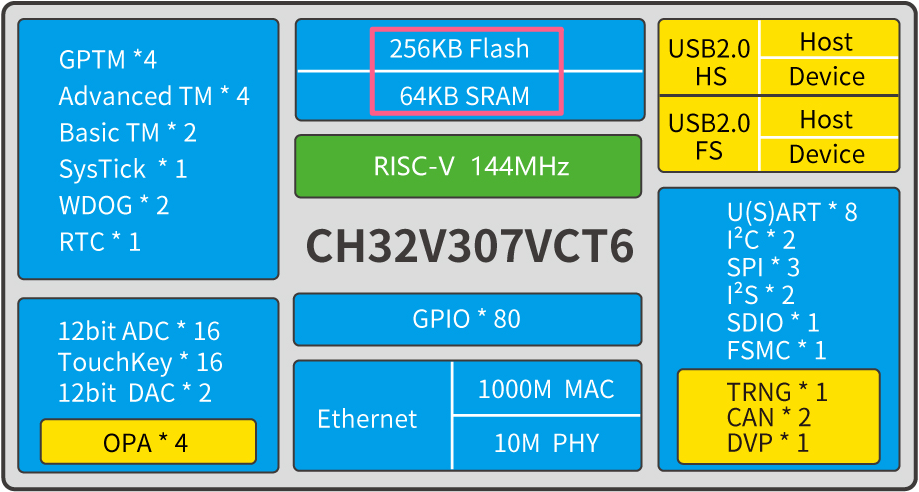 GPTM *4
Advanced TM * 4
Basic TM * 2
SysTick * 1
WDOG * 2
RTC * 1
12bit ADC * 16
TouchKey * 16
12bit DAC * 2
OPA * 4
256KB Flash
64KB SRAM
RISC-V 144MHz
CH32V307VCT6
GPIO * 80
Ethernet
1000M MAC
10M PHY
USB2.0
HS
Host
Device
USB2.0
FS
Host
Device
U(S)ART * 8
I²C * 2
SPI * 3
I²S * 2
SDIO * 1
FSMC * 1
TRNG * 1
CAN * 2
DVP * 1